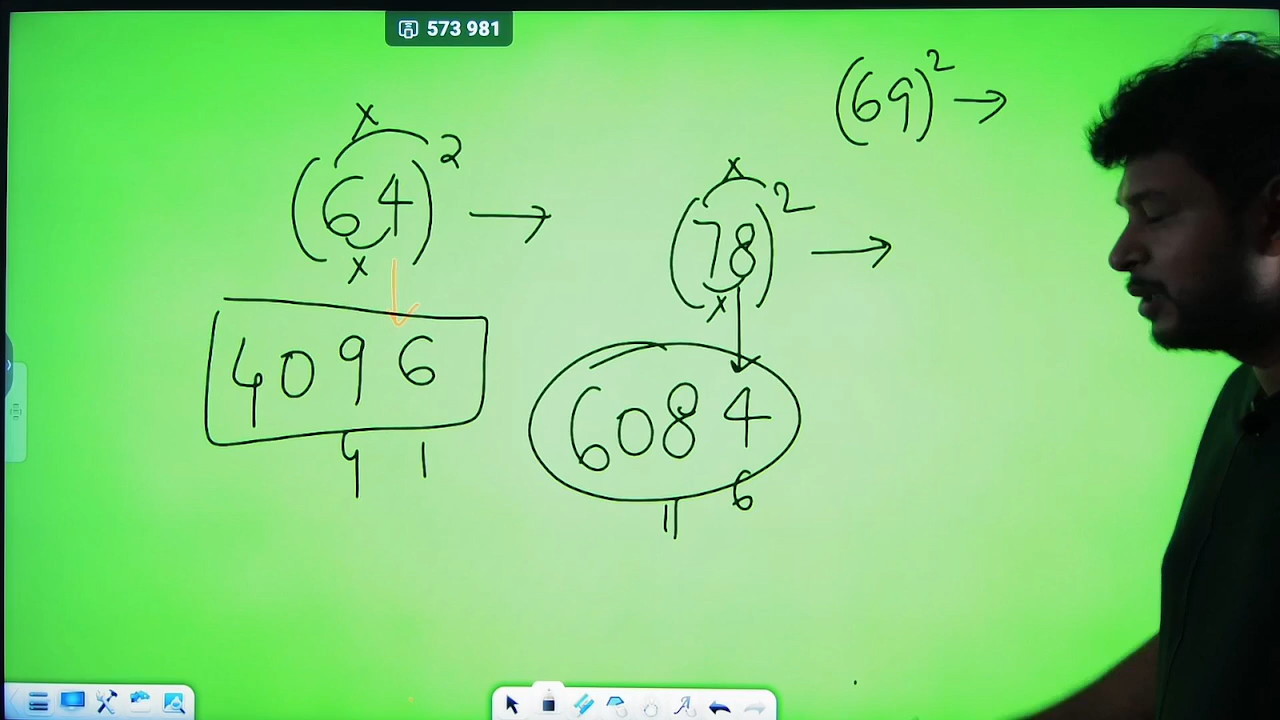 573 981
(69)² →
x
(64)² →
x
x
(78)² →
x
4096
4 1
6084
11 6